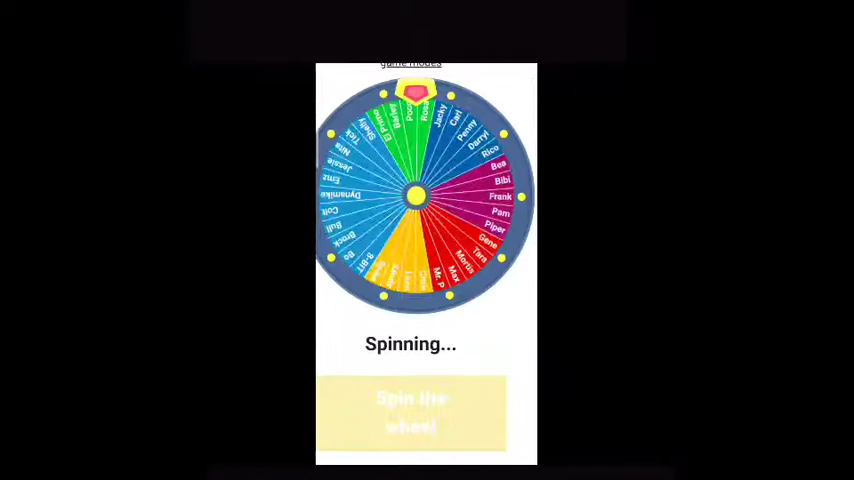 game modes
Rosa
Jacky
Carl
Penny
Darryl
Rico
Bea
Bibi
Frank
Pam
Piper
Gene
Tara
Mortis
Max
Mr. P
8-BIT
Bo
Brock
Bull
Colt
Dynamike
Emz
Jessie
Nita
Tick
Shelly
El Primo
Barley
Spinning...
Spin the
wheel